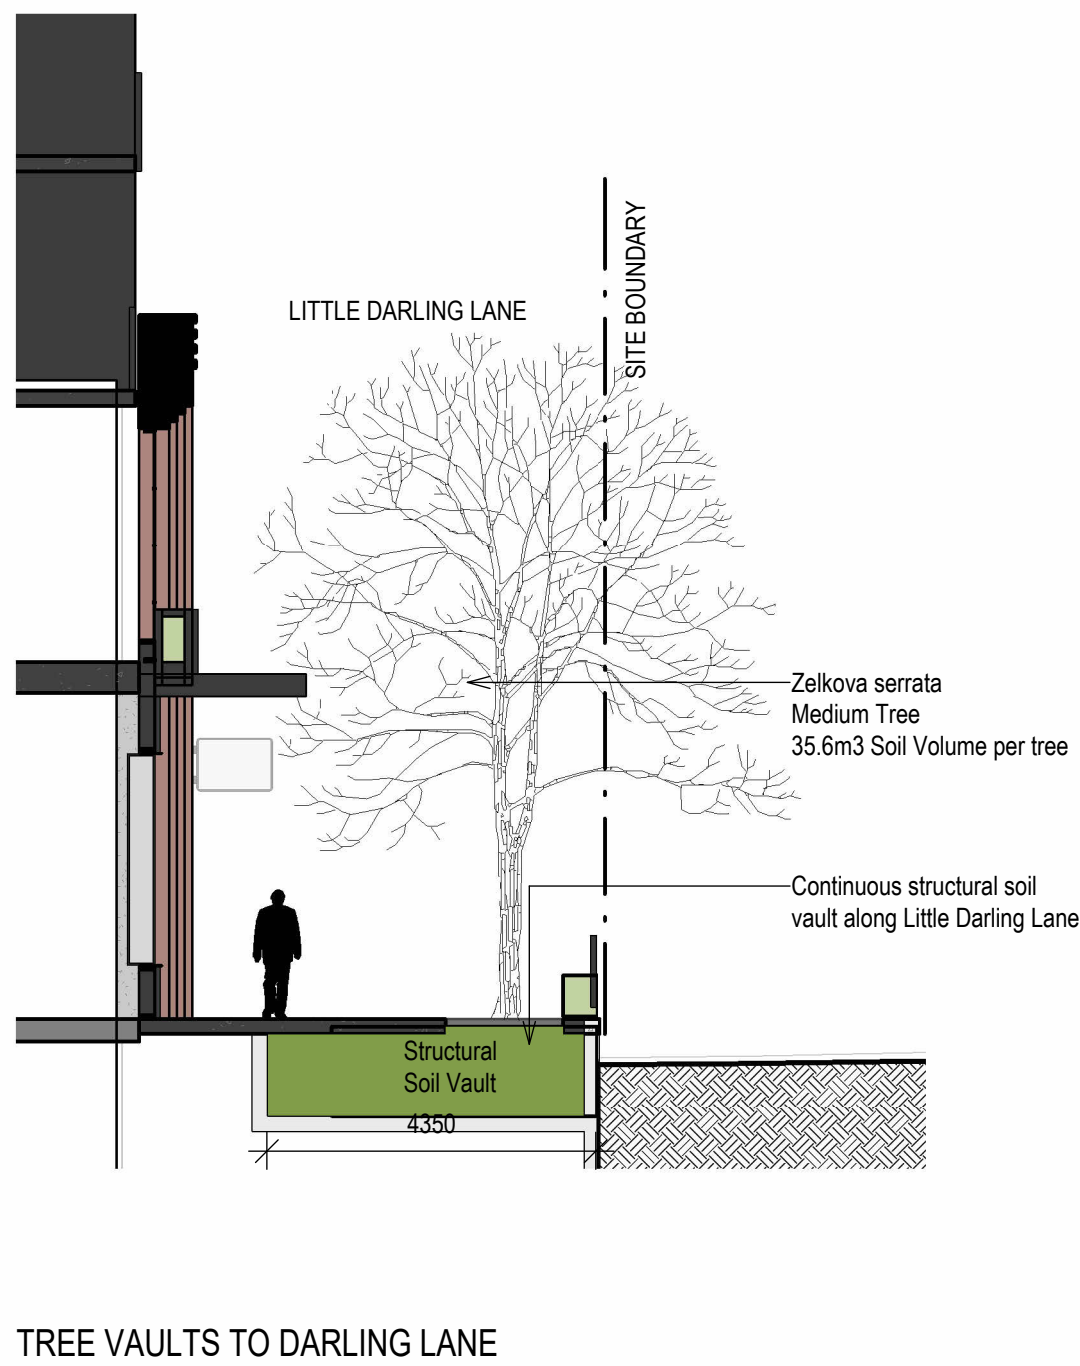 LITTLE DARLING LANE
SITE BOUNDARY
Zelkova serrata
Medium Tree
35.6m3 Soil Volume per tree
Continuous structural soil
vault along Little Darling Lane
Structural
Soil Vault
4350
TREE VAULTS TO DARLING LANE